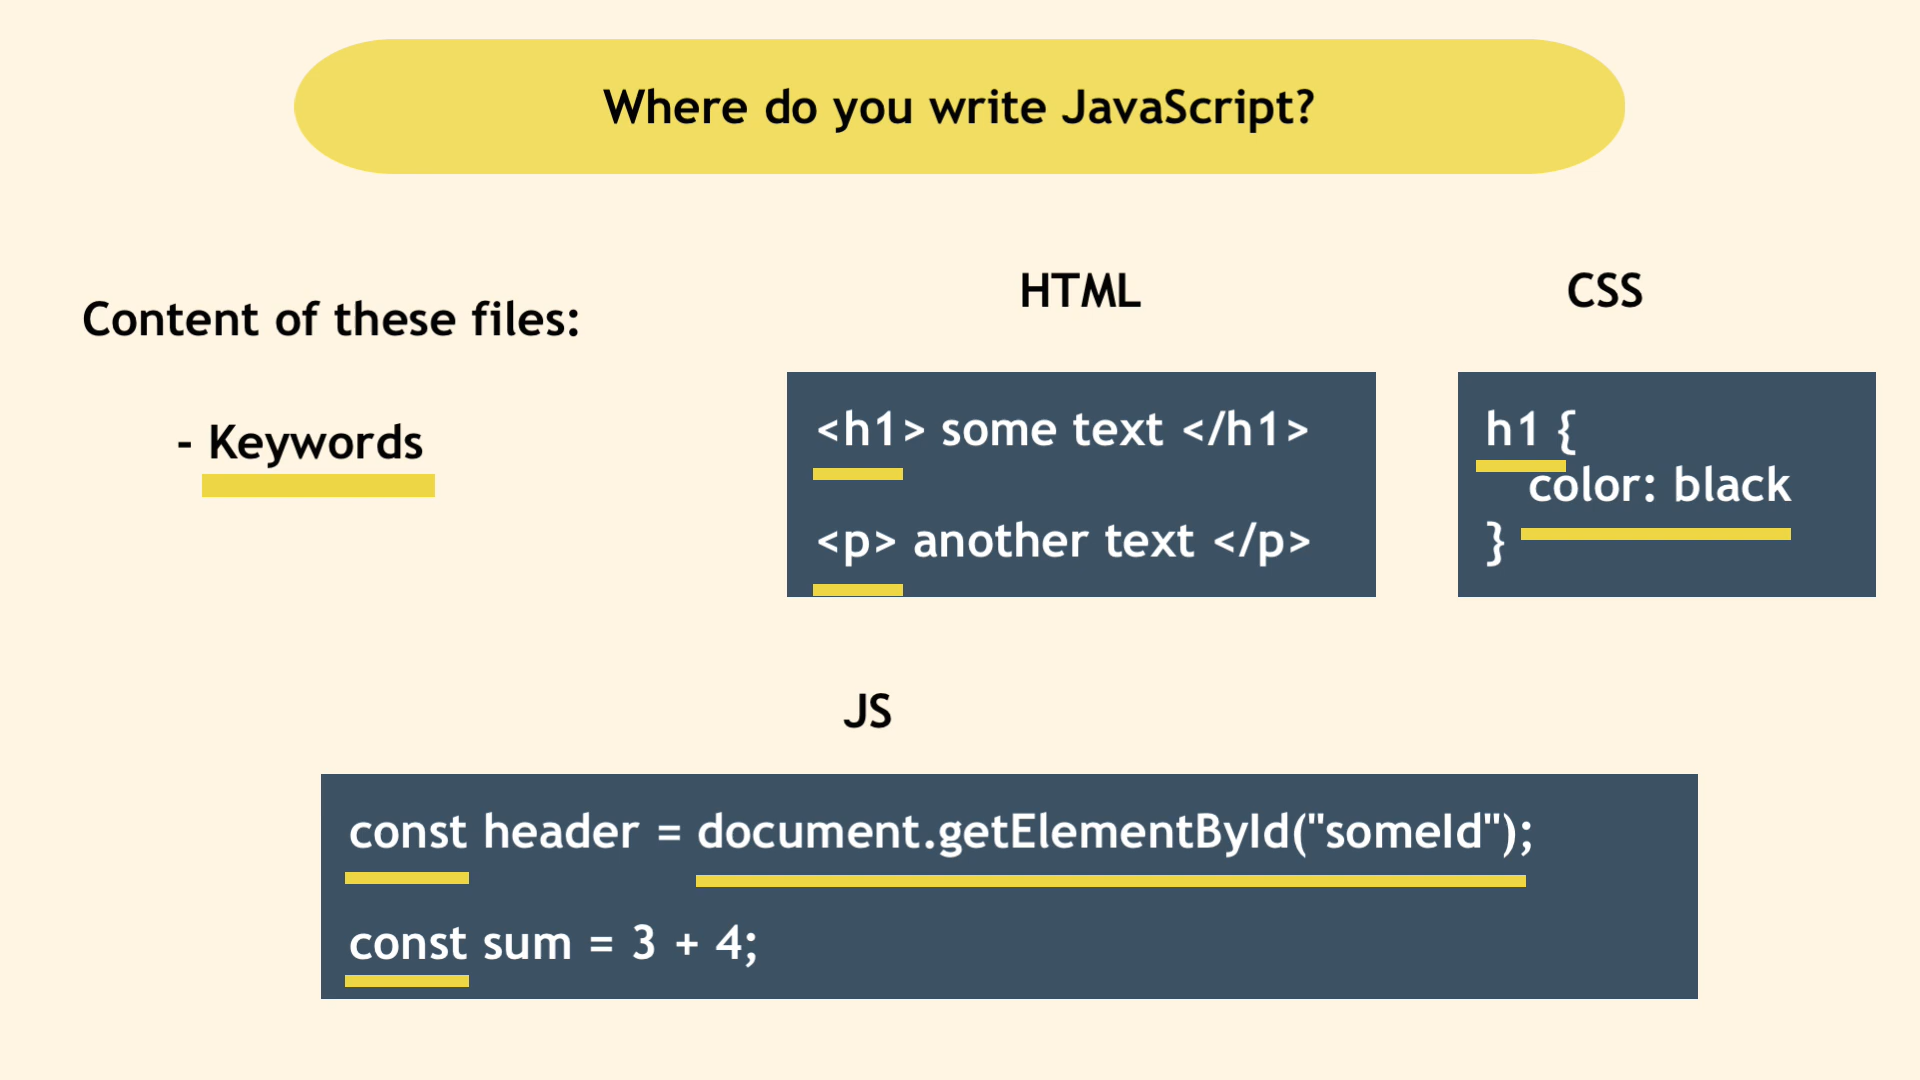 Where do you write JavaScript?
Content of these files:
- Keywords
HTML
<h1> some text </h1>
<p> another text </p>
CSS
h1 {
color: black
}
JS
const header = document.getElementById("someId");
const sum = 3 + 4;